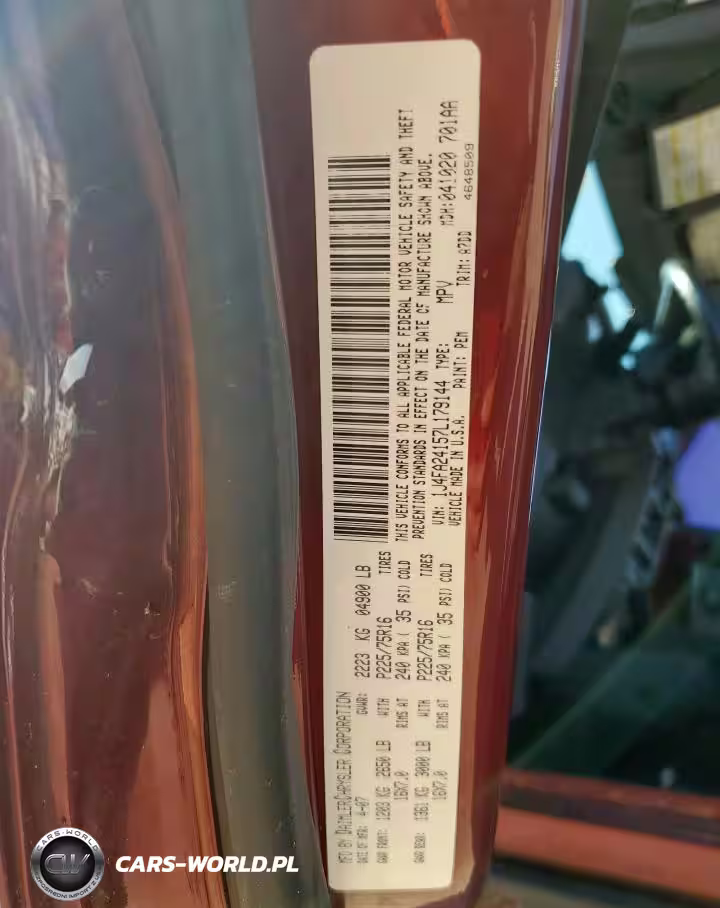 MFD BY DAIMLERCHRYSLER CORPORATION
DATE OF MFR: 4-07 GVWR: 2223 KG 04900 LB
GAWR FRONT: 1203 KG 2650 LB WITH P225/75R16 TIRES
16X7.0 RIMS AT 240 KPA ( 35 PSI) COLD
GAWR REAR: 1361 KG 3000 LB WITH P225/75R16 TIRES
16X7.0 RIMS AT 240 KPA ( 35 PSI) COLD
THIS VEHICLE CONFORMS TO ALL APPLICABLE FEDERAL MOTOR VEHICLE SAFETY AND THEFT
PREVENTION STANDARDS IN EFFECT ON THE DATE OF MANUFACTURE SHOWN ABOVE.
VIN: 1J4FA24157L179144 TYPE: MPV MDH:041020 701AA
VEHICLE MADE IN U.S.A. PAINT: PEM TRIM: A7DD 4648509
CARS-WORLD
CW
CARS-WORLD.PL